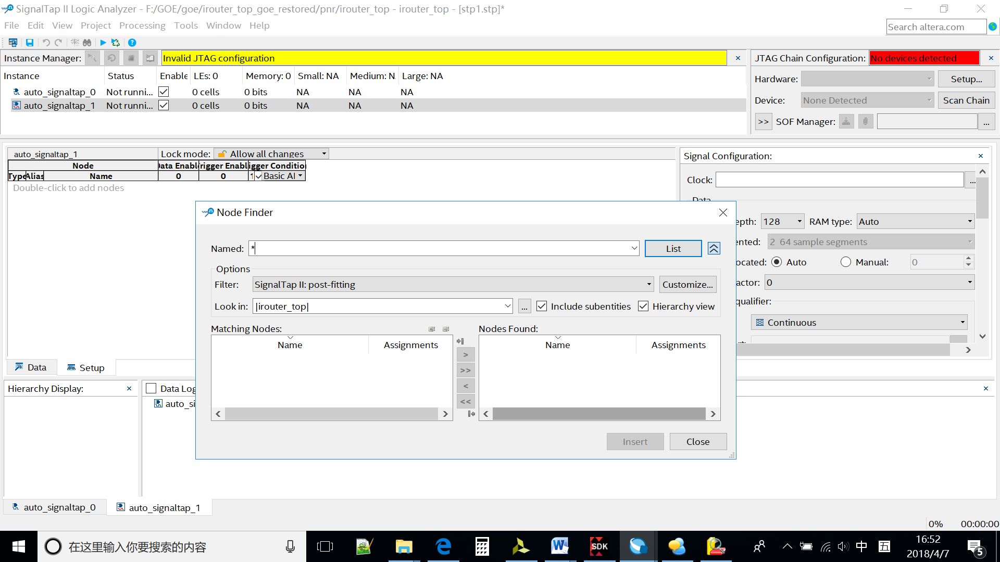 SignalTap II Logic Analyzer - F:/GOE/goe/irouter_top_goe_restored/pnr/irouter_top - irouter_top - [stp1.stp]*
File Edit View Project Processing Tools Window Help
Search altera.com
Instance Manager: Invalid JTAG configuration
JTAG Chain Configuration: No devices detected
Instance Status Enable LEs: 0 Memory: 0 Small: NA Medium: N. Large: NA
auto_signaltap_0 Not runni... 0 cells 0 bits NA NA NA
auto_signaltap_1 Not runni... 0 cells 0 bits NA NA NA
Hardware: Setup...
Device: None Detected Scan Chain
>> SOF Manager: ...
auto_signaltap_1 Lock mode: Allow all changes
Node Data Enabl rigger Enabl igger Conditio
Type Alias Name 0 0 1 Basic AI
Double-click to add nodes
Signal Configuration:
Clock: ...
Data
epth: 128 RAM type: Auto
ented: 2 64 sample segments
ocated: Auto Manual: 0
actor: 0
qualifier:
Continuous
Node Finder
Named: * List
Options
Filter: SignalTap II: post-fitting Customize...
Look in: |irouter_top| ... Include subentities Hierarchy view
Matching Nodes: Nodes Found:
Name Assignments Name Assignments
>
>>
<
<<
Insert Close
Data Setup
Hierarchy Display: Data Log
auto_si
auto_signaltap_0 auto_signaltap_1
0% 00:00:00
在这里输入你要搜索的内容
SDK
中 五
16:52
2018/4/7
5